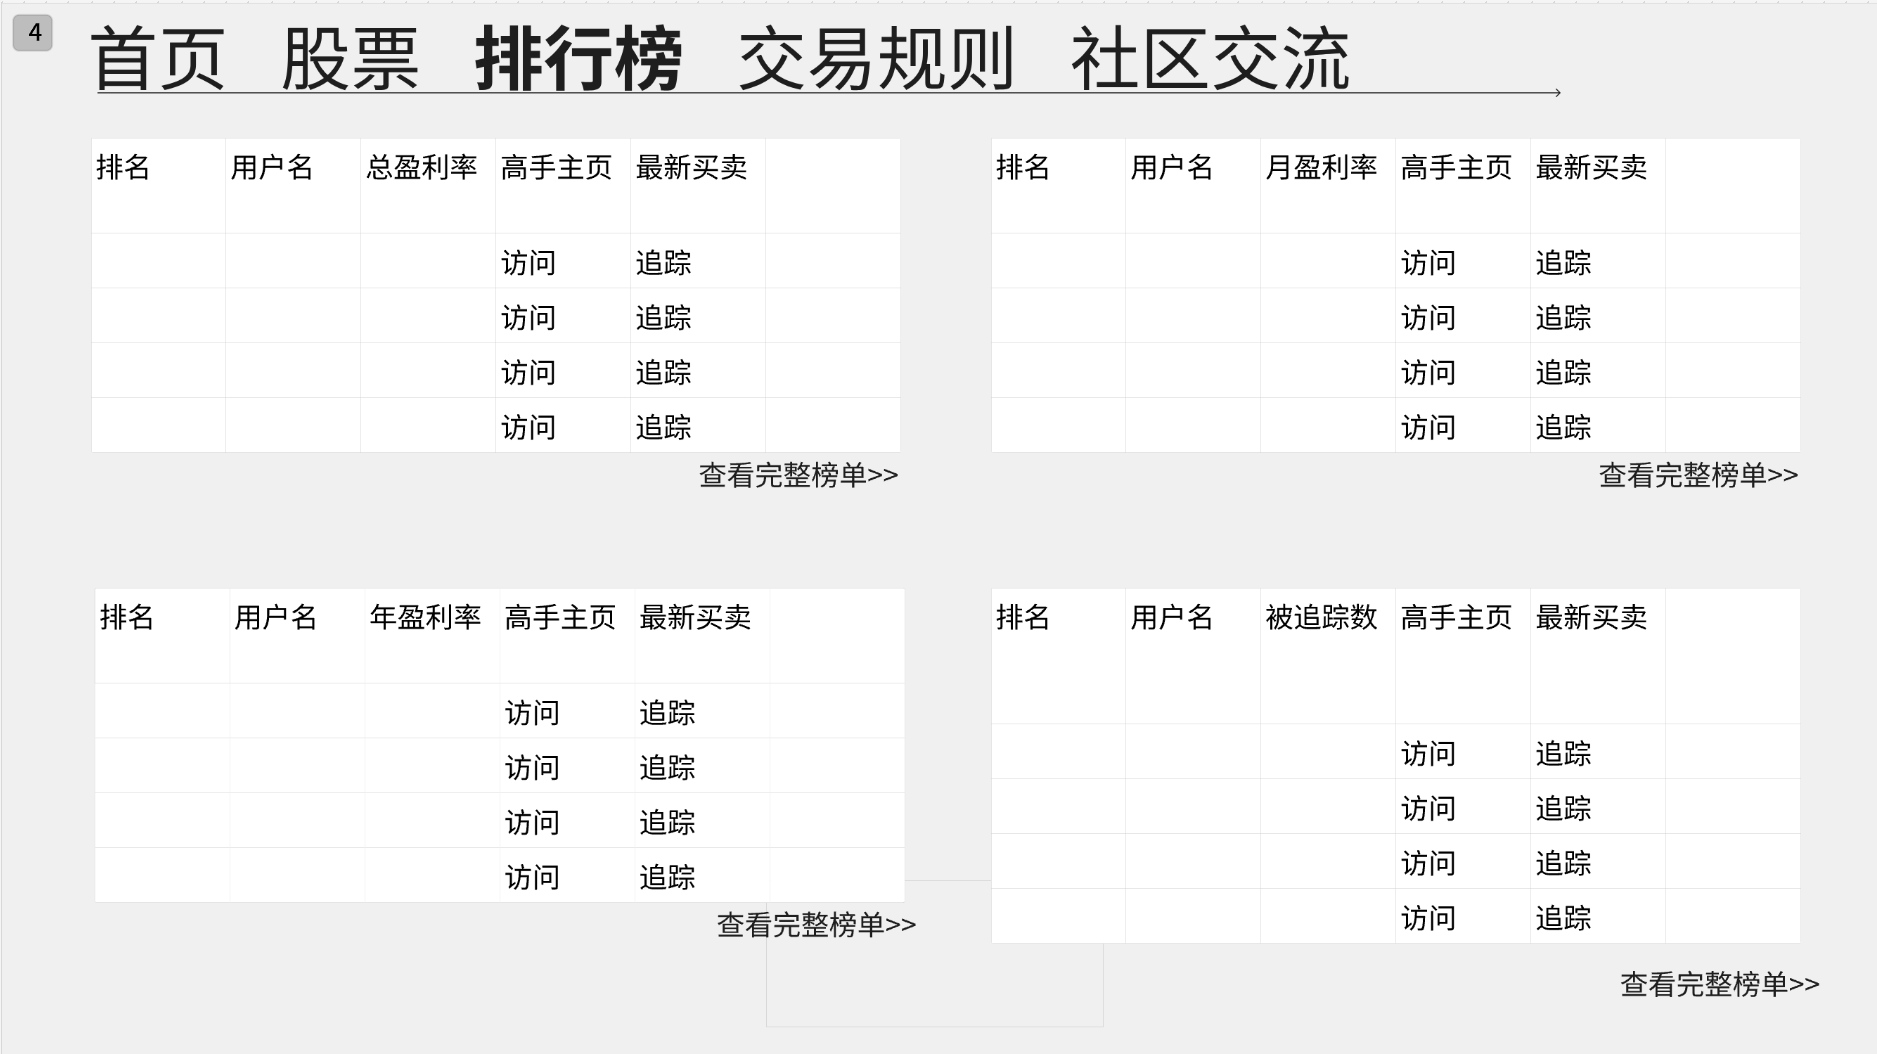 4
首页 股票 排行榜 交易规则 社区交流
排名 用户名 总盈利率 高手主页 最新买卖
访问 追踪
访问 追踪
访问 追踪
访问 追踪
查看完整榜单>>
排名 用户名 月盈利率 高手主页 最新买卖
访问 追踪
访问 追踪
访问 追踪
访问 追踪
查看完整榜单>>
排名 用户名 年盈利率 高手主页 最新买卖
访问 追踪
访问 追踪
访问 追踪
访问 追踪
查看完整榜单>>
排名 用户名 被追踪数 高手主页 最新买卖
访问 追踪
访问 追踪
访问 追踪
访问 追踪
查看完整榜单>>